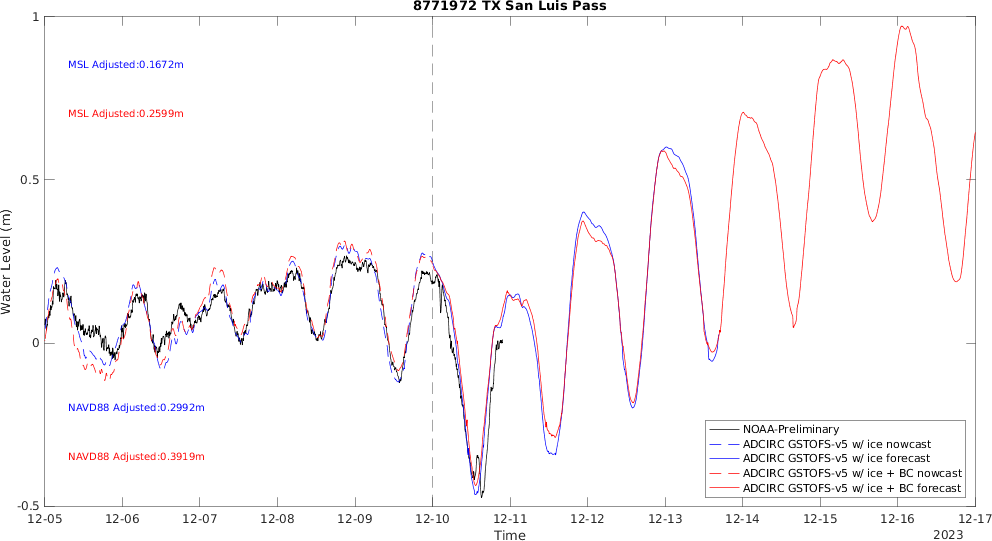 8771972 TX San Luis Pass
MSL Adjusted:0.1672m
MSL Adjusted:0.2599m
NAVD88 Adjusted:0.2992m
NAVD88 Adjusted:0.3919m
Water Level (m)
1
0.5
0
-0.5
NOAA-Preliminary
ADCIRC GSTOFS-v5 w/ ice nowcast
ADCIRC GSTOFS-v5 w/ ice forecast
ADCIRC GSTOFS-v5 w/ ice + BC nowcast
ADCIRC GSTOFS-v5 w/ ice + BC forecast
12-05 12-06 12-07 12-08 12-09 12-10 12-11 12-12 12-13 12-14 12-15 12-16 12-17
Time
2023